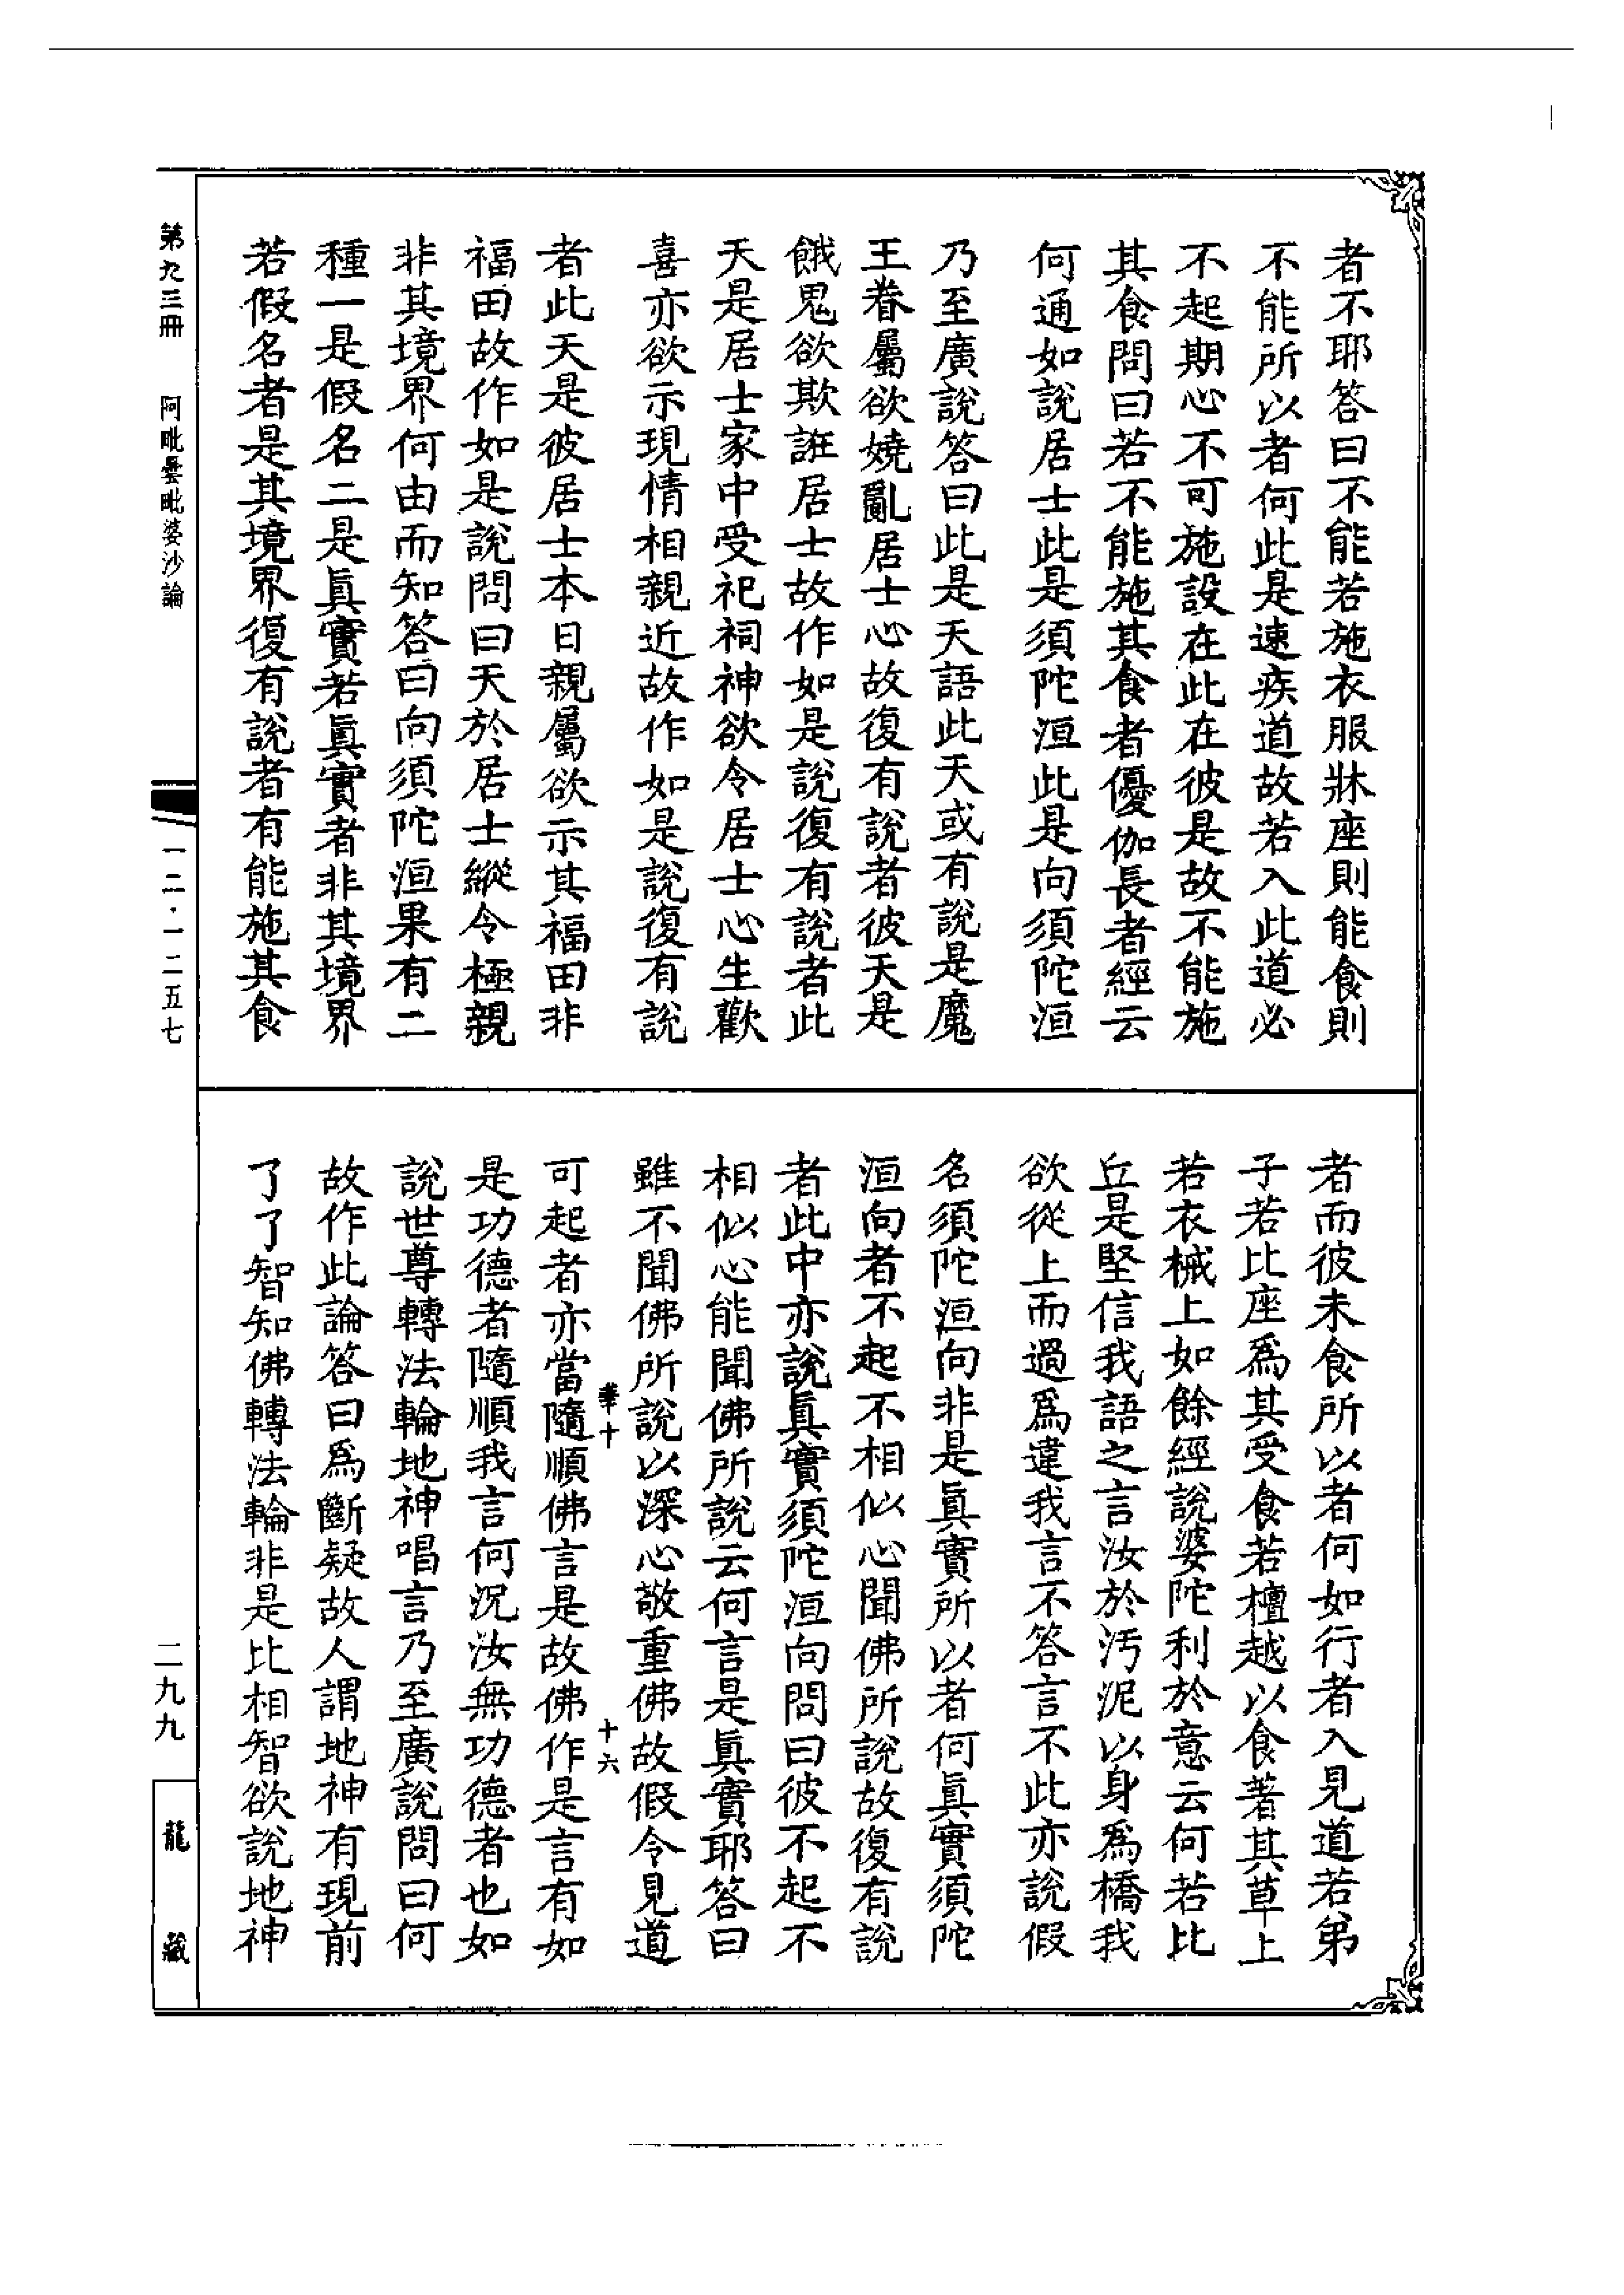 者不耶答曰不能若施衣服牀座則能食則
不能所以者何此是速疾道故若入此道必
不起期心不可施設在此在彼是故不能施
其食問曰若不能施其食者優伽長者經云
何通如說居士此是須陀洹此是向須陀洹
乃至廣說答曰此是天語此天或有說是魔
王眷屬欲嬈亂居士心故復有說者彼天是
餓鬼欲欺誑居士故作如是說復有說者此
天是居士家中受祀祠神欲令居士心生歡
喜亦欲示現情相親近故作如是說復有說
者此天是彼居士本日親屬欲示其福田非
福田故作如是說問曰天於居士縱令極親
非其境界何由而知答曰向須陀洹果有二
種一是假名二是眞實若眞實者非其境界
若假名者是其境界復有說者有能施其食
者而彼未食所以者何如行者入見道若弟
子若比座爲其受食若檀越以食著其草上
若衣械上如餘經說婆陀利於意云何若比
丘是堅信我語之言汝於汚泥以身爲橋我
欲從上而過爲違我言不答言不此亦說假
名須陀洹向非是眞實所以者何眞實須陀
洹向者不起不相似心聞佛所說故復有說
者此中亦說眞實須陀洹向問曰彼不起不
相似心能聞佛所說云何言是眞實耶答曰
雖不聞佛所說以深心敬重佛故假令見道
華十 十六
可起者亦當隨順佛言是故佛作是言有如
是功德者隨順我言何況汝無功德者也如
說世尊轉法輪地神唱言乃至廣說問曰何
故作此論答曰爲斷疑故人謂地神有現前
了了智知佛轉法輪非是比相智欲說地神
第九三冊 阿毗曇毗婆沙論
一二·一二五七
二九九
龍藏